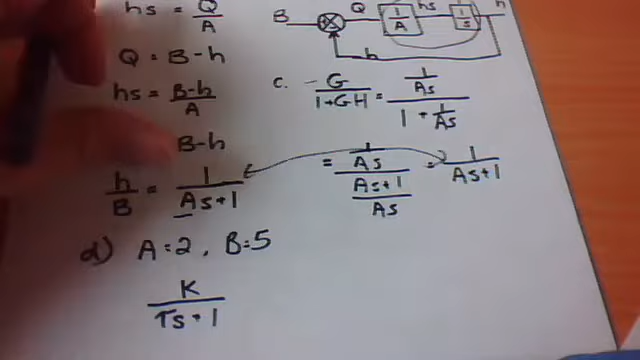 hs = Q/A
B Q 1/A hs 1/s h
h
Q = B - h
c. G/(1+GH) = (1/As)/(1 + 1/As)
hs = (B-h)/A
B-h
h/B = 1/(As+1)
= (1/As)/((As+1)/As) = 1/(As+1)
d) A=2, B=5
K/(τs+1)